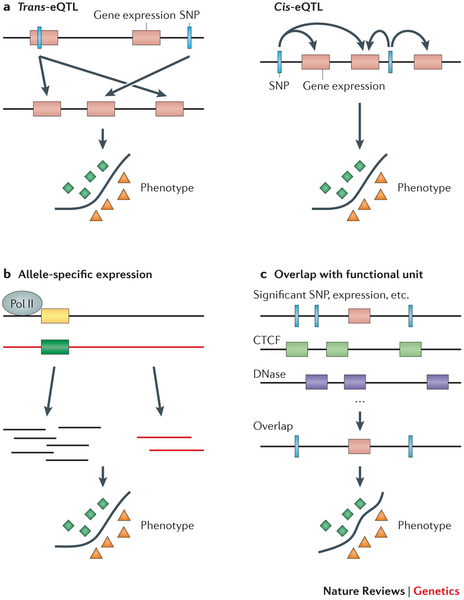 a Trans-eQTL
Cis-eQTL
Gene expression SNP
SNP
Gene expression
Phenotype
Phenotype
b Allele-specific expression
Pol II
Phenotype
c Overlap with functional unit
Significant SNP, expression, etc.
CTCF
DNase
...
Overlap
Phenotype
Nature Reviews | Genetics